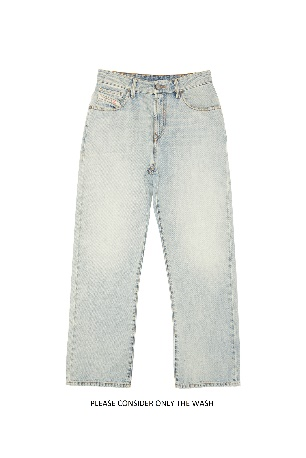 PLEASE CONSIDER ONLY THE WASH